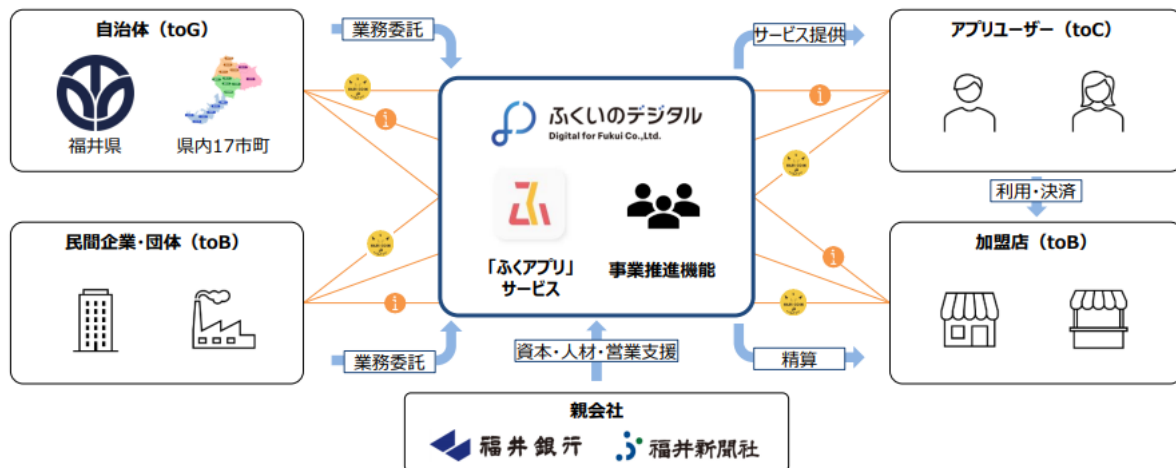 自治体（toG）
福井県
県内17市町
民間企業・団体（toB）
業務委託
業務委託
ふくいのデジタル
Digital for Fukui Co.,Ltd.
「ふくアプリ」
サービス
事業推進機能
資本・人材・営業支援
親会社
福井銀行
福井新聞社
サービス提供
精算
アプリユーザー（toC）
利用・決済
加盟店（toB）